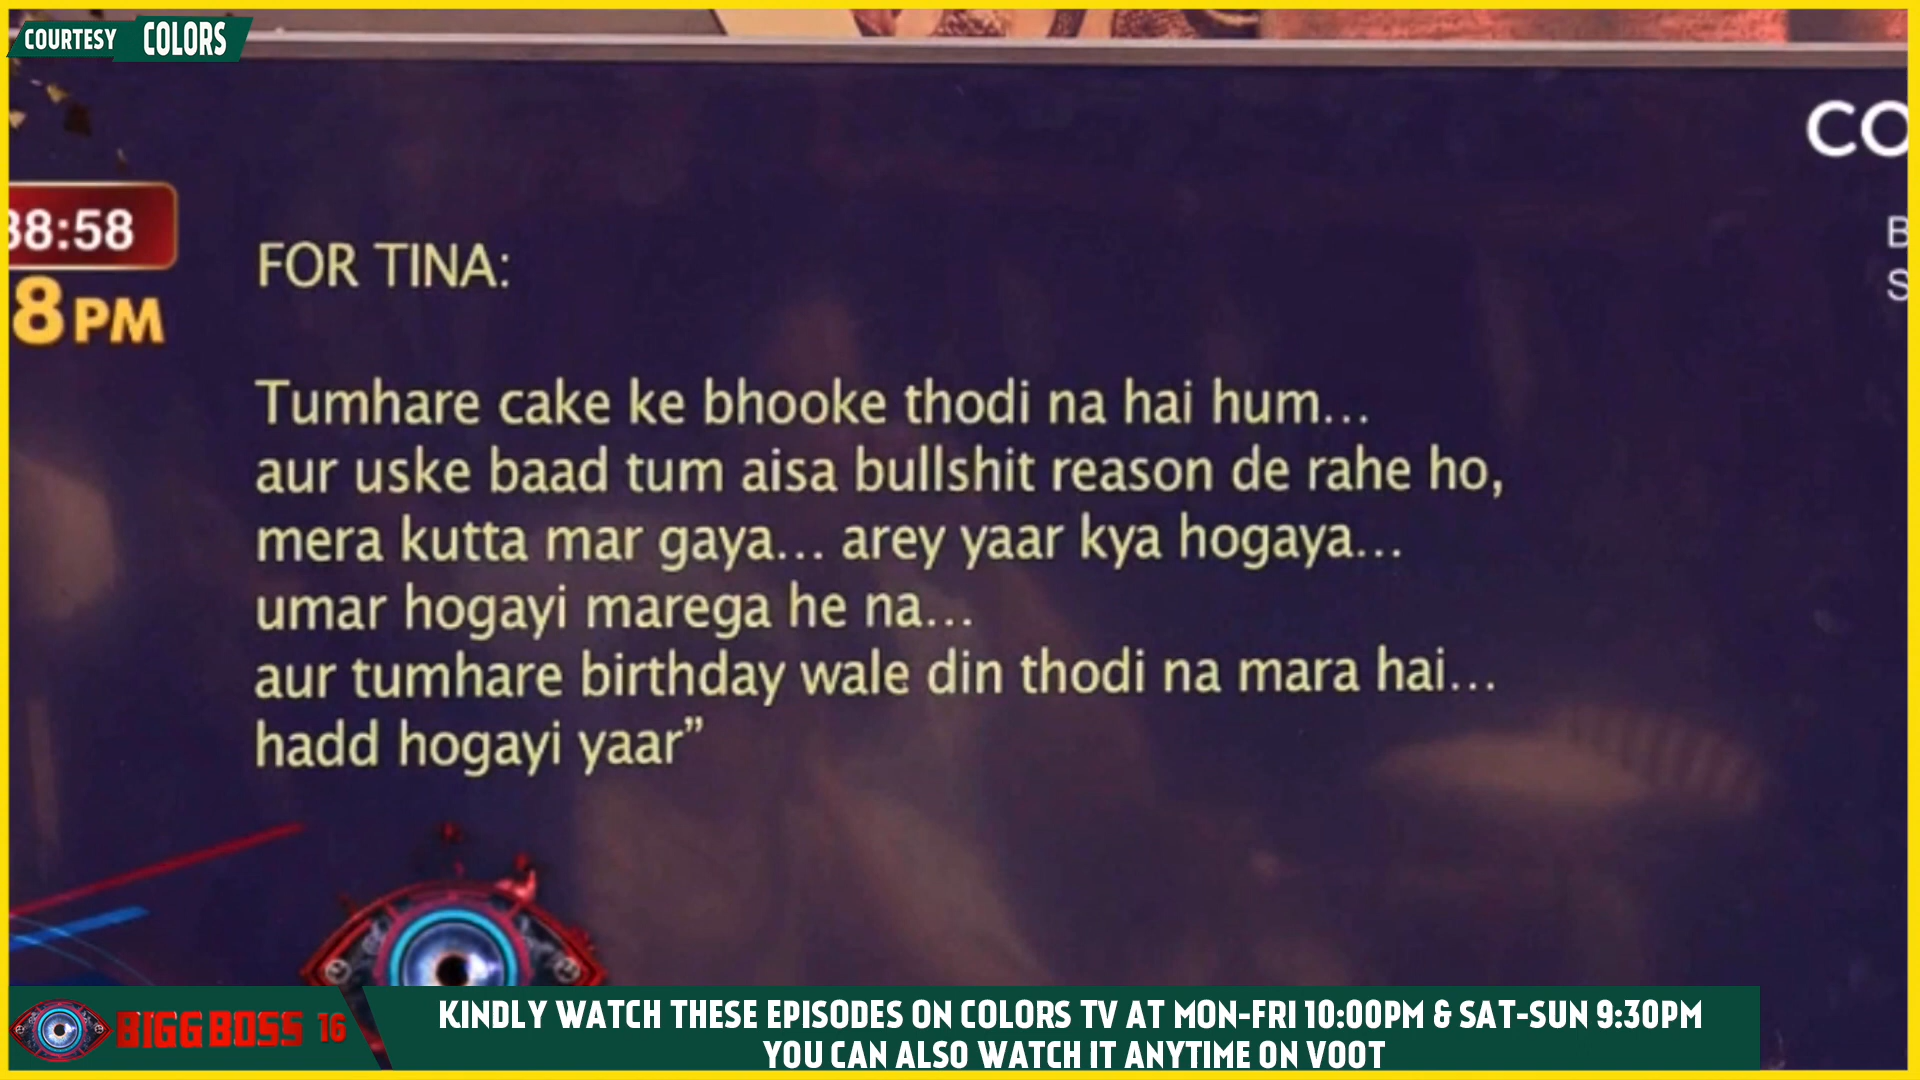 COURTESY COLORS
CO
38:58
8 PM
B
S
FOR TINA:
Tumhare cake ke bhooke thodi na hai hum...
aur uske baad tum aisa bullshit reason de rahe ho,
mera kutta mar gaya... arey yaar kya hogaya...
umar hogayi marega he na...
aur tumhare birthday wale din thodi na mara hai...
hadd hogayi yaar”
BIGG BOSS 16
KINDLY WATCH THESE EPISODES ON COLORS TV AT MON-FRI 10:00PM & SAT-SUN 9:30PM
YOU CAN ALSO WATCH IT ANYTIME ON VOOT